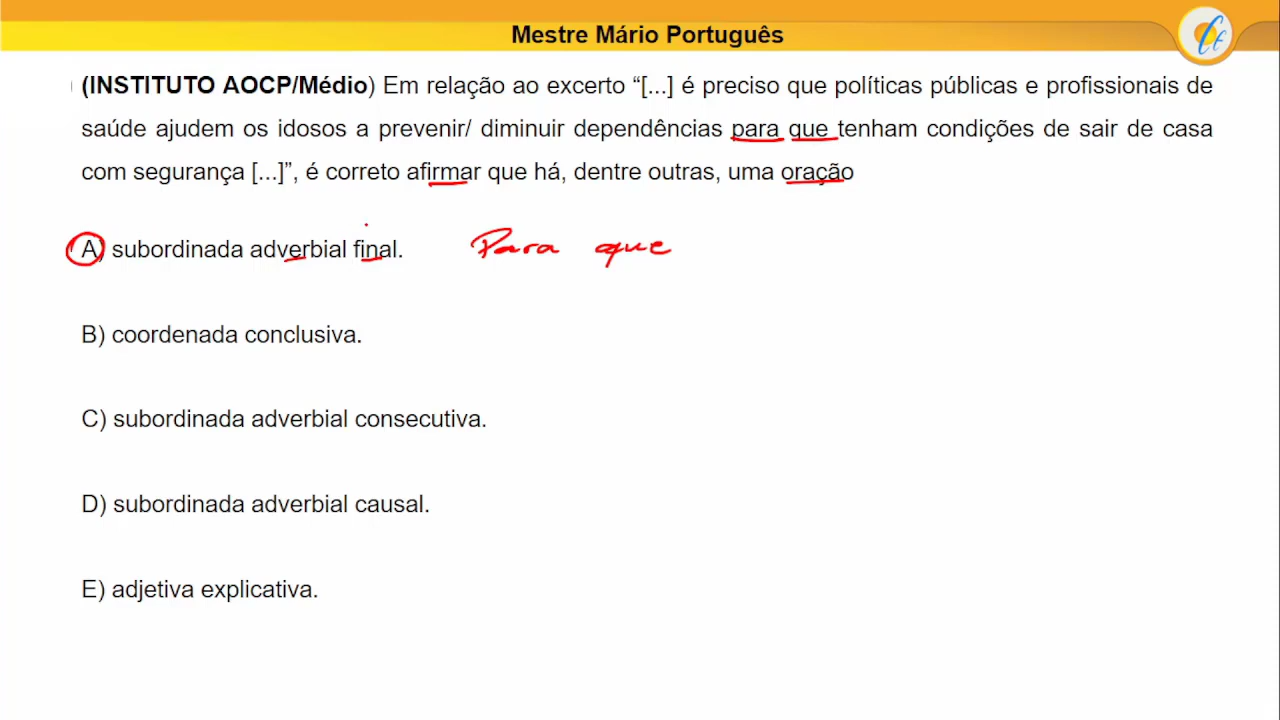 Mestre Mário Português
(INSTITUTO AOCP/Médio) Em relação ao excerto “[...] é preciso que políticas públicas e profissionais de
saúde ajudem os idosos a prevenir/ diminuir dependências para que tenham condições de sair de casa
com segurança [...]”, é correto afirmar que há, dentre outras, uma oração
A) subordinada adverbial final. Para que
B) coordenada conclusiva.
C) subordinada adverbial consecutiva.
D) subordinada adverbial causal.
E) adjetiva explicativa.